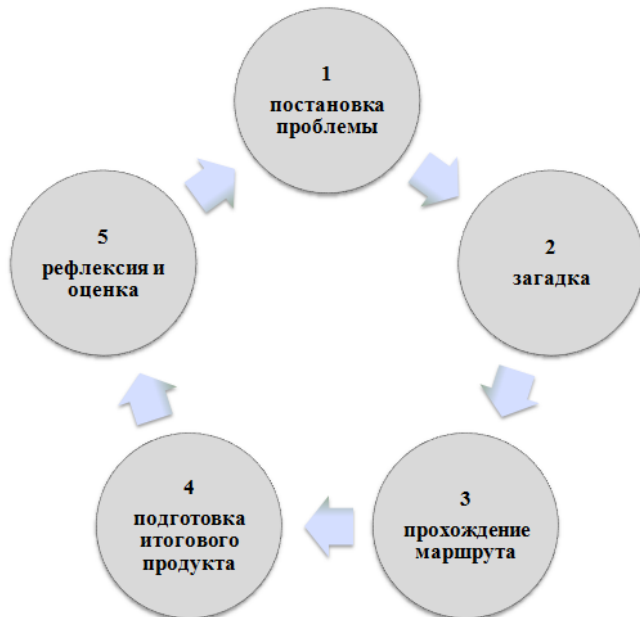 1
постановка
проблемы
2
загадка
3
прохождение
маршрута
4
подготовка
итогового
продукта
5
рефлексия и
оценка